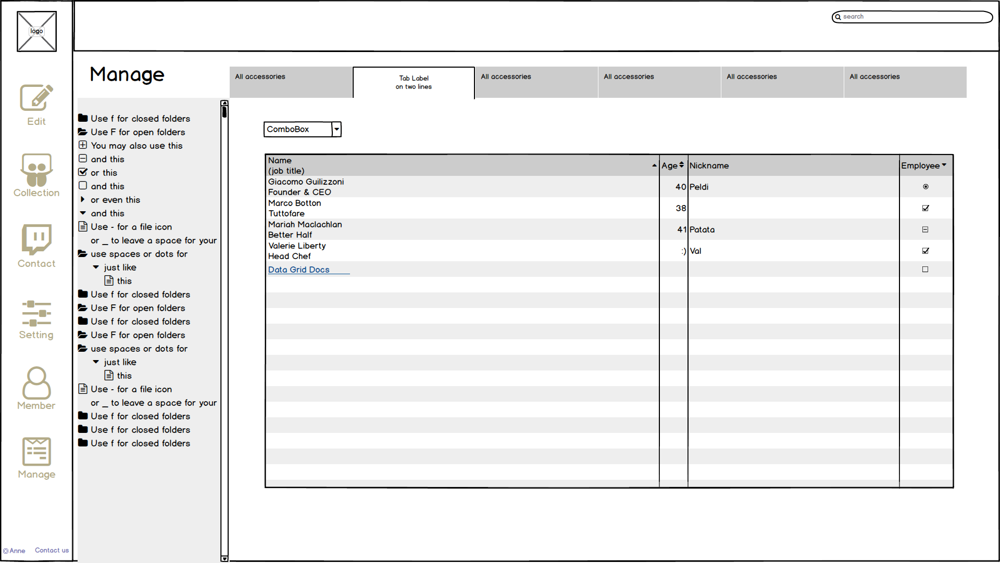 logo
search
Edit
Collection
Contact
Setting
Member
Manage
©Anne
Contact us
Manage
Use f for closed folders
Use F for open folders
You may also use this
and this
or this
and this
or even this
and this
Use - for a file icon
or _ to leave a space for your
use spaces or dots for
just like
this
Use f for closed folders
Use F for open folders
Use f for closed folders
Use F for open folders
use spaces or dots for
just like
this
Use - for a file icon
or _ to leave a space for your
Use f for closed folders
Use f for closed folders
Use f for closed folders
All accessories
Tab Label
on two lines
All accessories
All accessories
All accessories
All accessories
ComboBox
Name
(job title)
Age
Nickname
Employee
Giacomo Guilizzoni
Founder & CEO
40
Peldi
Marco Botton
Tuttofare
38
Mariah Maclachlan
Better Half
41
Patata
Valerie Liberty
Head Chef
:)
Val
Data Grid Docs